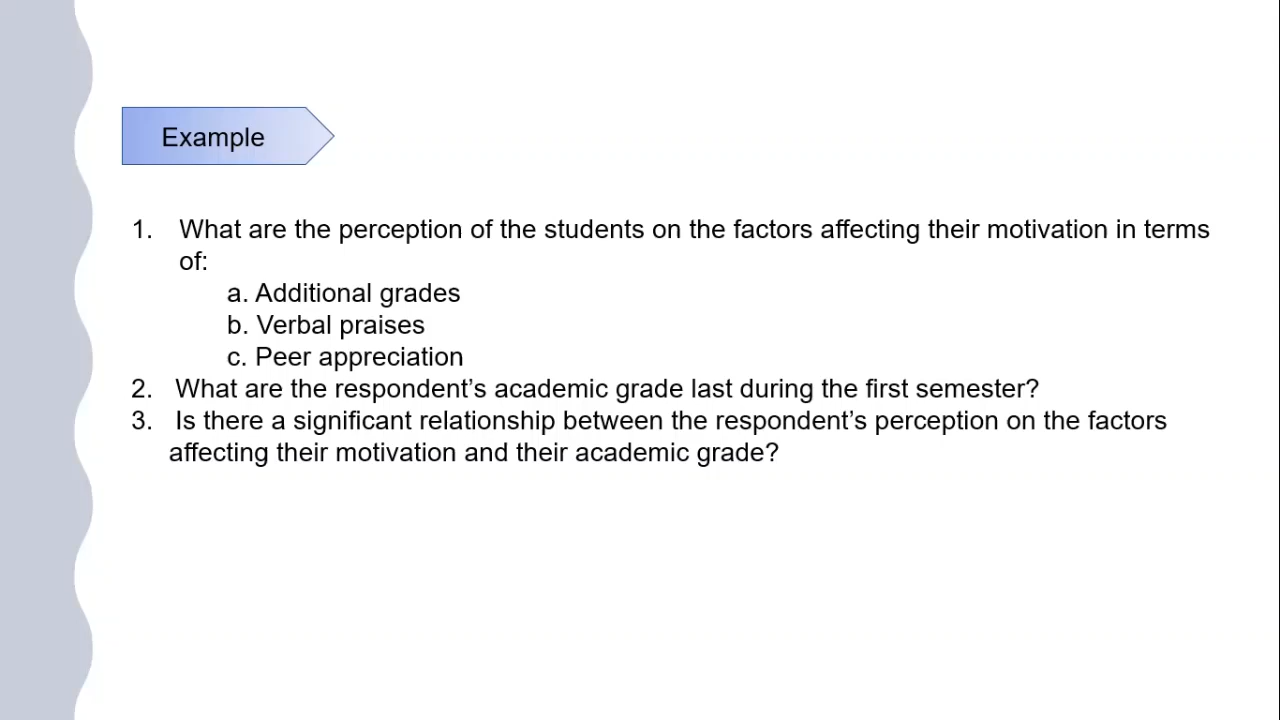 Example
1. What are the perception of the students on the factors affecting their motivation in terms
of:
a. Additional grades
b. Verbal praises
c. Peer appreciation
2. What are the respondent’s academic grade last during the first semester?
3. Is there a significant relationship between the respondent’s perception on the factors
affecting their motivation and their academic grade?